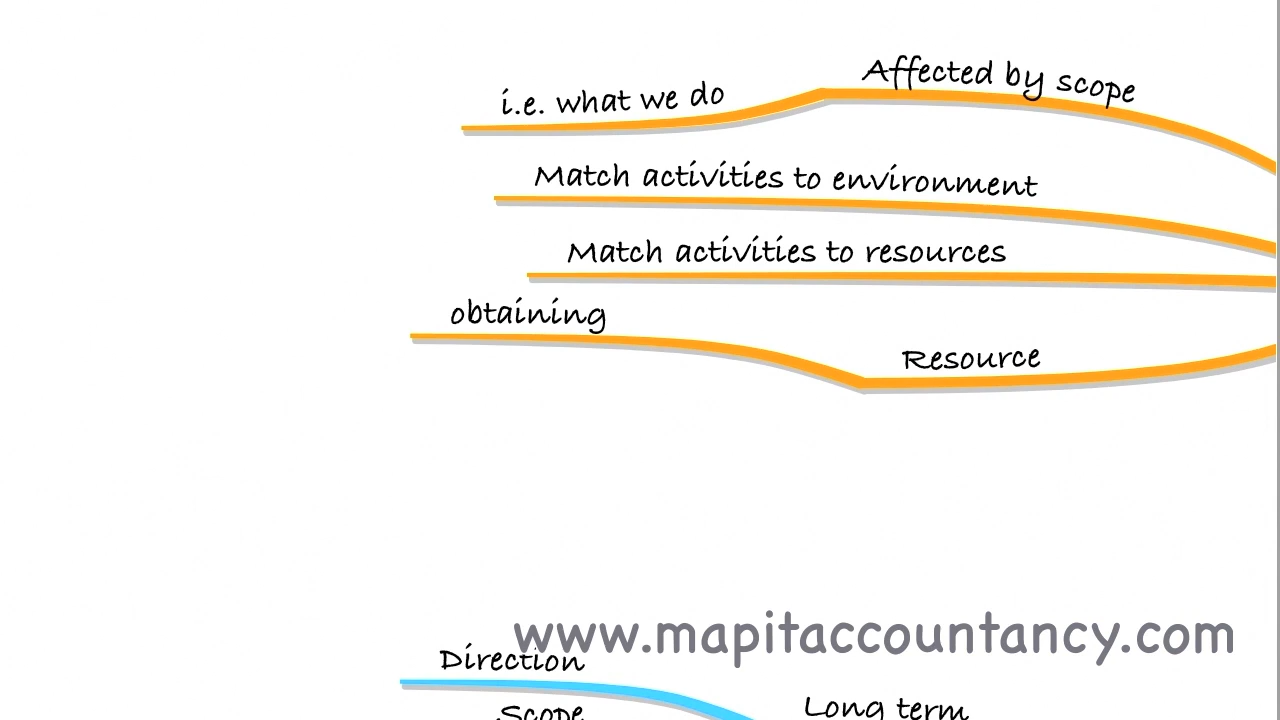 Affected by scope
i.e. what we do
Match activities to environment
Match activities to resources
Resource
obtaining
www.mapitaccountancy.com
Direction
Scope
Long term